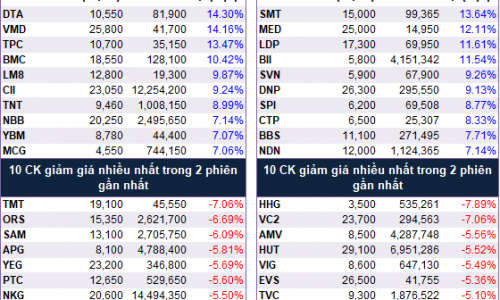 DTA 10,550 81,900 14.30%
VMD 25,800 41,700 14.16%
TPC 10,700 35,150 13.47%
BMC 18,550 128,100 10.42%
LM8 12,800 19,300 9.87%
CII 23,050 12,254,200 9.24%
TNT 9,460 1,008,150 8.99%
NBB 20,250 2,495,650 7.14%
YBM 8,780 44,400 7.07%
MCG 4,550 744,150 7.06%
10 CK giảm giá nhiều nhất trong 2 phiên
gần nhất
TMT 19,100 45,550 -7.06%
ORS 15,350 2,621,700 -6.69%
SAM 13,100 2,705,750 -6.09%
APG 8,100 4,788,400 -5.81%
YEG 23,200 346,800 -5.69%
PTC 12,650 529,650 -5.60%
NKG 20,600 14,494,350 -5.50%
SMT 15,000 99,365 13.64%
MED 25,000 14,950 12.11%
LDP 17,300 69,950 11.61%
BII 5,800 4,151,342 11.54%
SVN 5,900 67,900 9.26%
DNP 26,300 295,550 9.13%
SPI 6,200 69,508 8.77%
CTP 6,500 25,307 8.33%
BBS 11,100 271,495 7.71%
NDN 12,000 1,124,365 7.14%
10 CK giảm giá nhiều nhất trong 2 phiên
gần nhất
HHG 3,500 535,261 -7.89%
VC2 23,700 294,563 -7.06%
AMV 8,500 4,287,748 -5.56%
HUT 29,100 6,951,286 -5.52%
VIG 8,600 647,130 -5.49%
EVS 26,500 41,755 -5.36%
TVC 9,300 1,876,522 -5.10%